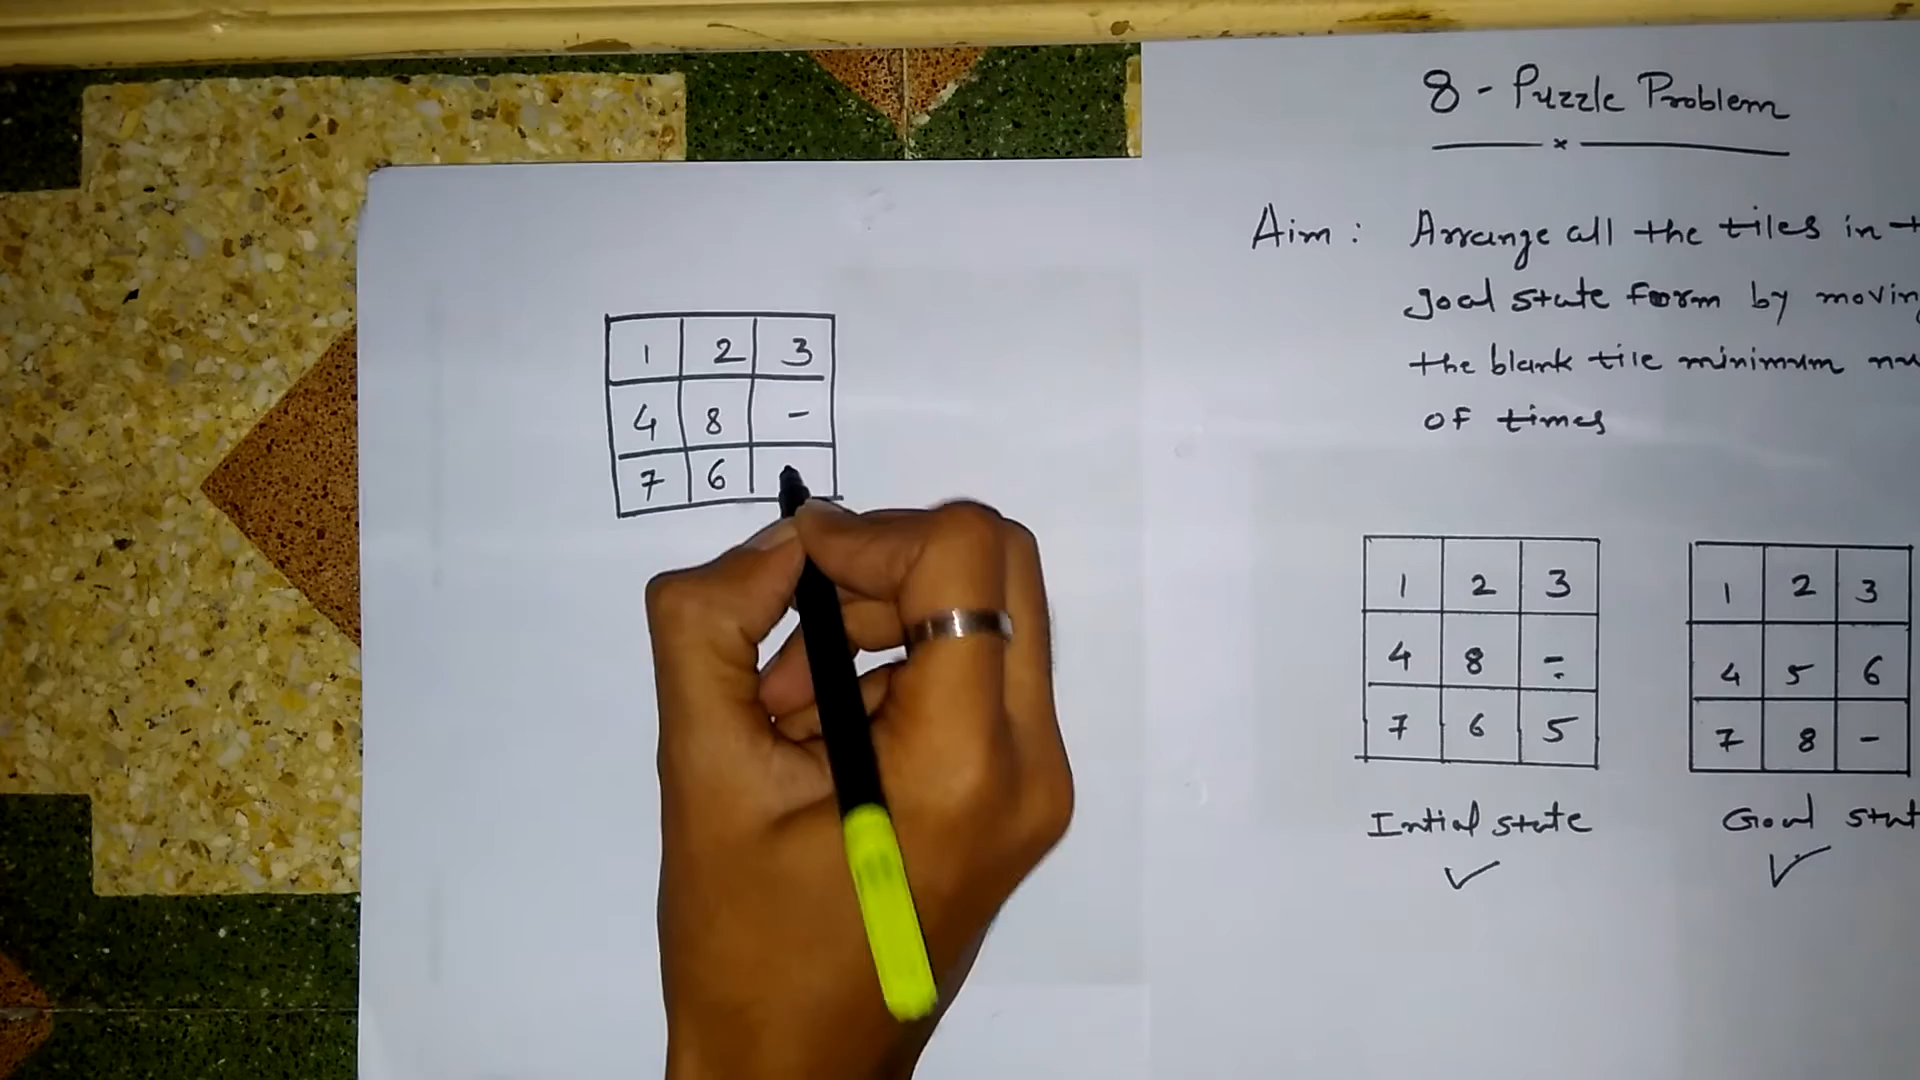 8 - Puzzle Problem
Aim : Arrange all the tiles in
goal state form by
the blank tile minimum
of times
1 2 3
4 8 -
7 6
1 2 3
4 8 -
7 6 5
Intial state
1 2 3
4 5 6
7 8 -
Goal